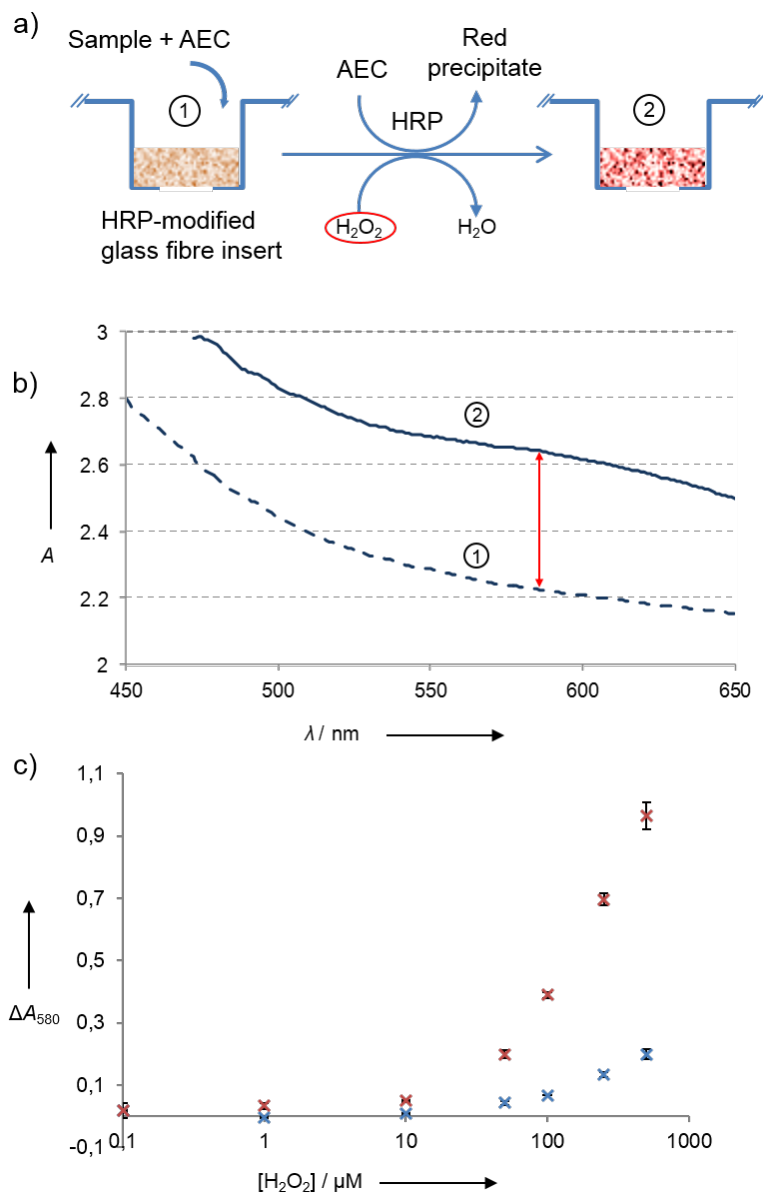 a)
Sample + AEC
①
HRP-modified
glass fibre insert
AEC
Red
precipitate
HRP
H₂O₂
H₂O
②
b)
3
2.8
2.6
2.4
2.2
2
A
②
①
450
500
550
600
650
λ / nm
c)
1,1
0,9
0,7
0,5
0,3
0,1
-0,1
ΔA₅₈₀
0,1
1
10
100
1000
[H₂O₂] / µM